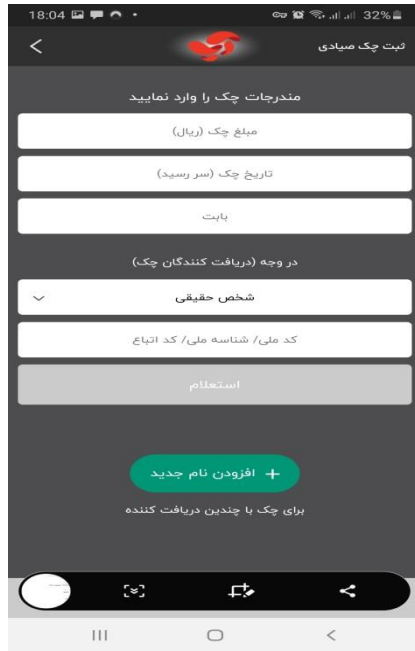 18:04
32%
ثبت چک صیادی
مندرجات چک را وارد نمایید
مبلغ چک (ریال)
تاریخ چک (سر رسید)
بابت
در وجه (دریافت کنندگان چک)
شخص حقیقی
کد ملی/ شناسه ملی/ کد اتباع
استعلام
+ افزودن نام جدید
برای چک با چندین دریافت کننده